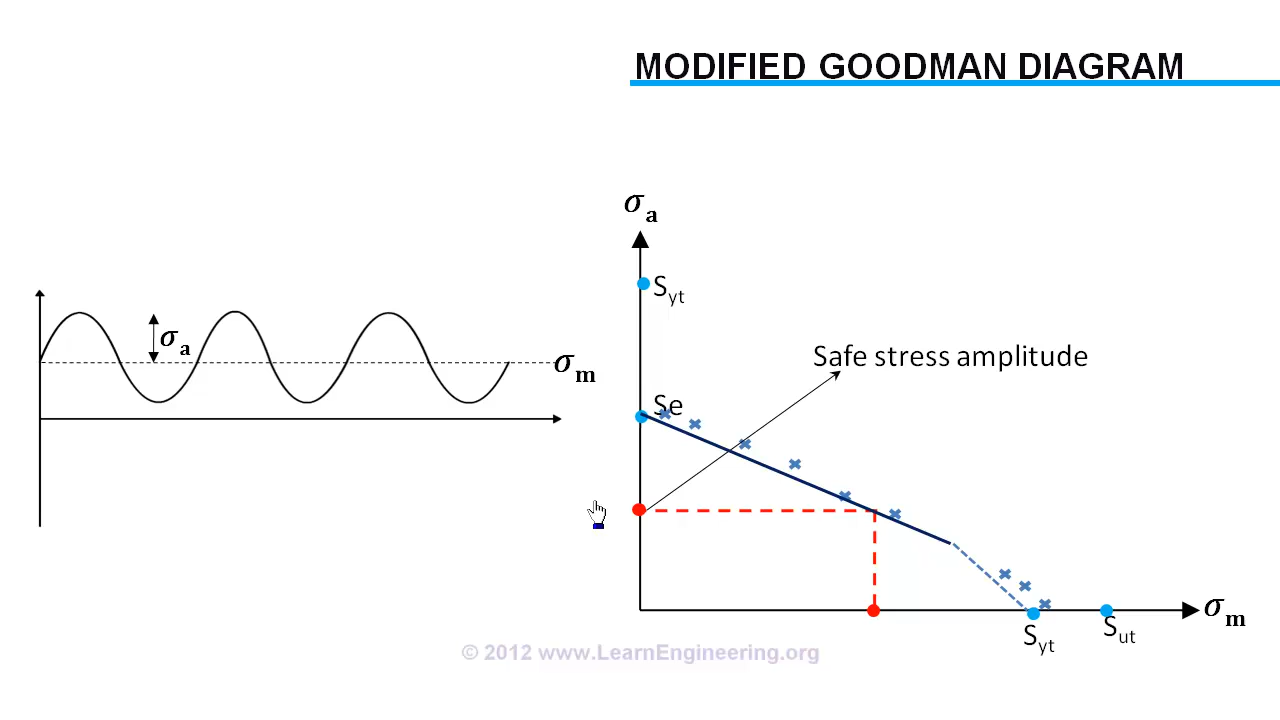 MODIFIED GOODMAN DIAGRAM
σa
Syt
σa
σm
Safe stress amplitude
Se
σm
Syt
Sut
© 2012 www.LearnEngineering.org